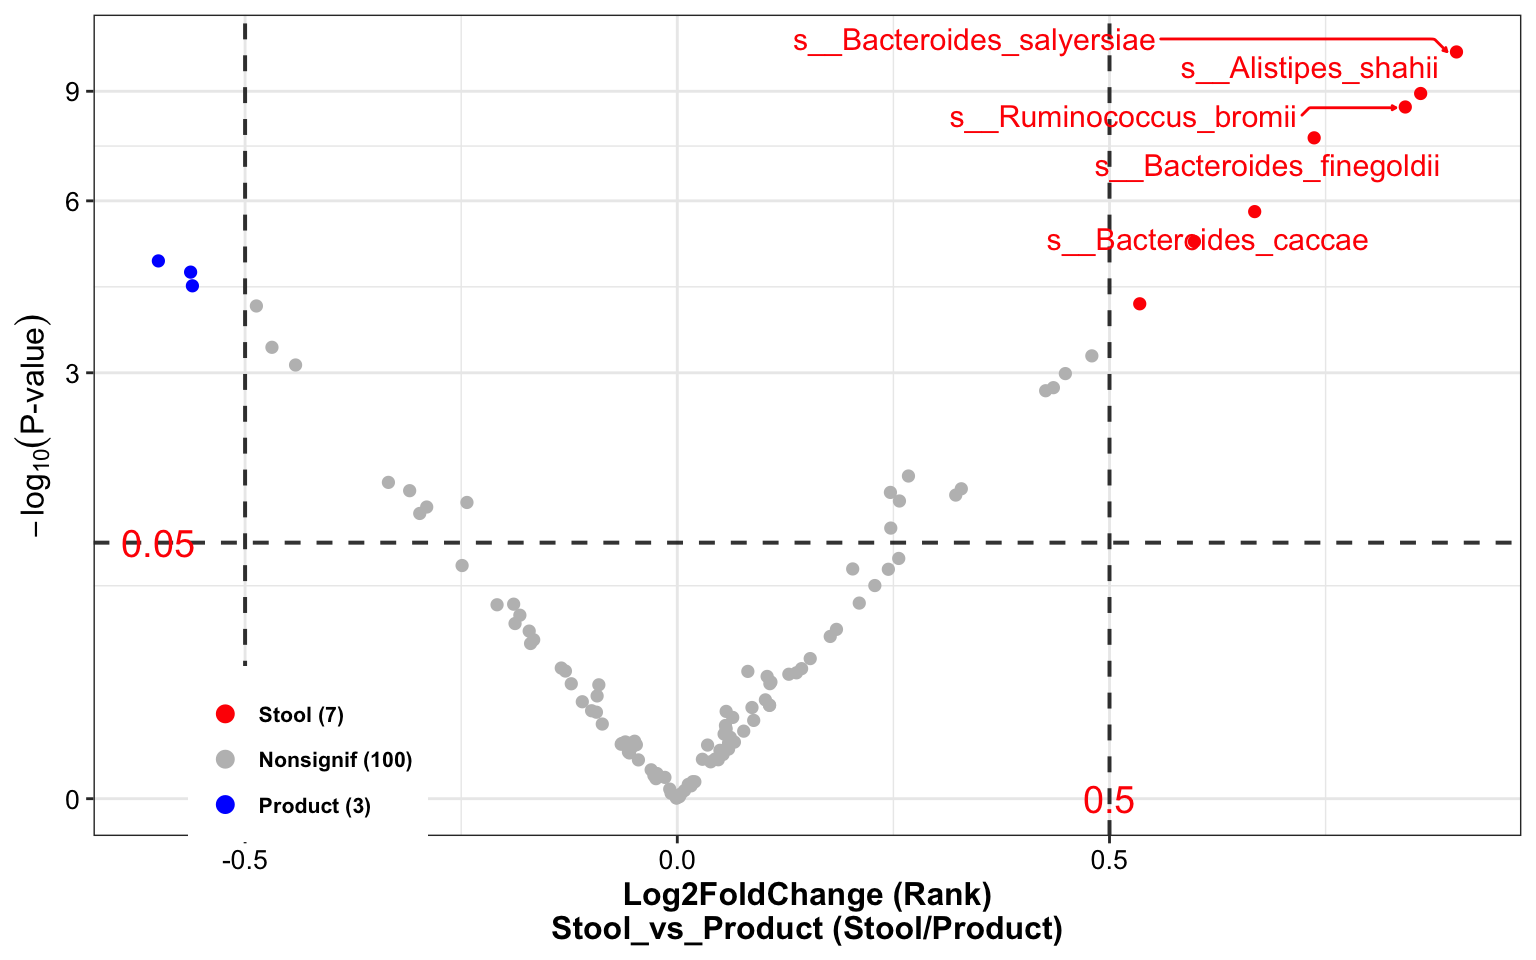 s__Bacteroides_salyersiae
s__Alistipes_shahii
9
s__Ruminococcus_bromii
s__Bacteroides_finegoldii
6
s__Bacteroides_caccae
3
−log10(P-value)
0.05
Stool (7)
Nonsignif (100)
Product (3)
0
0.5
-0.5
0.0
0.5
Log2FoldChange (Rank)
Stool_vs_Product (Stool/Product)